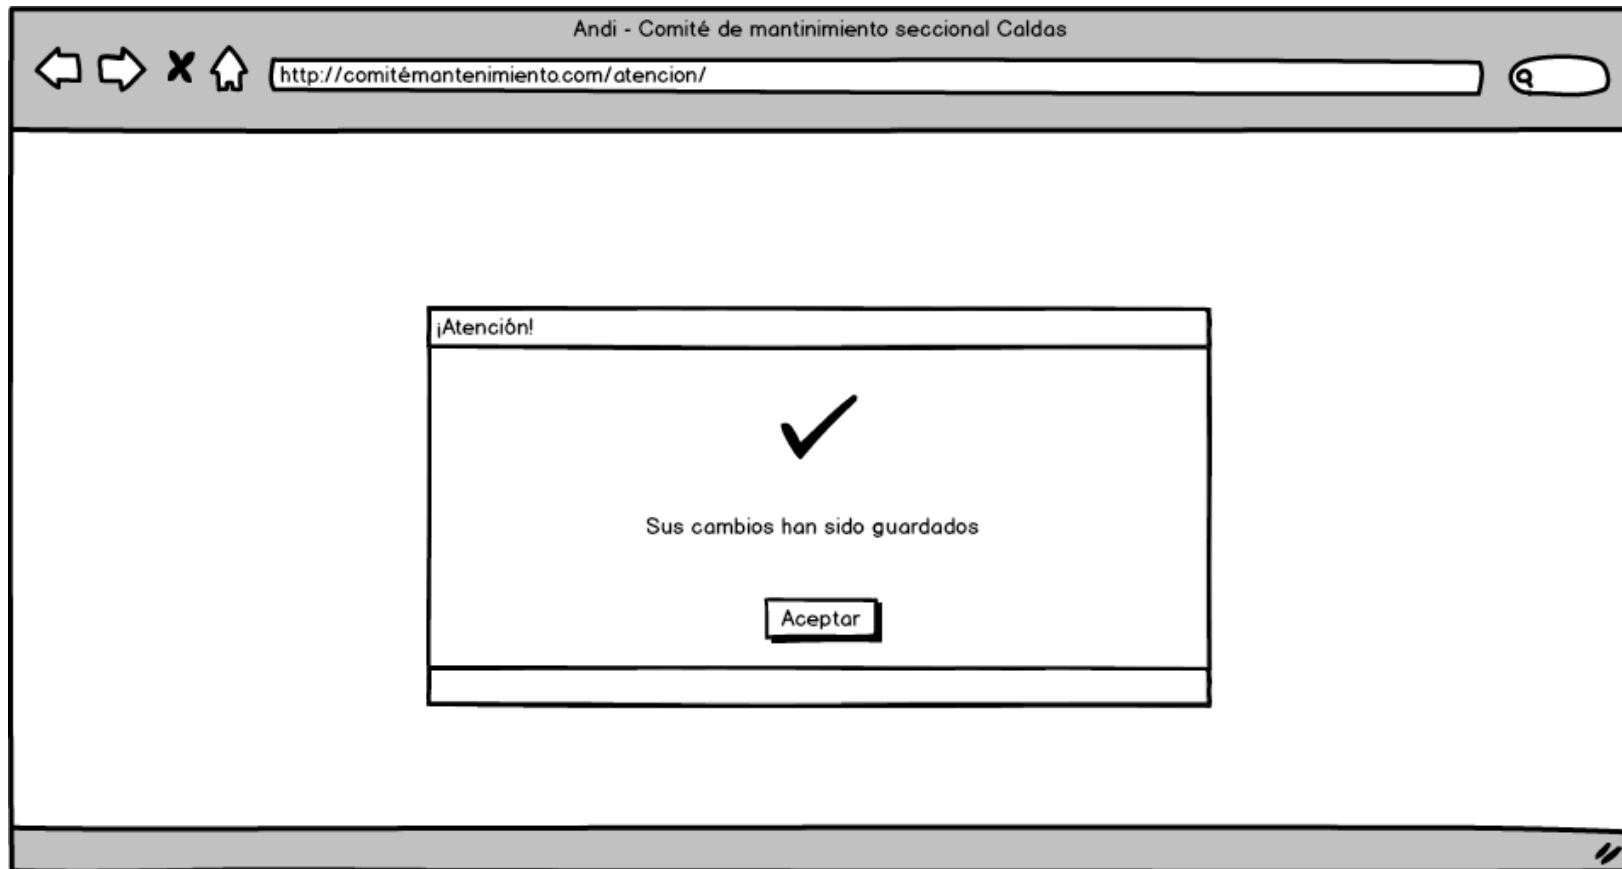 Andi - Comité de mantinimiento seccional Caldas
http://comitémantenimiento.com/atencion/
¡Atención!
Sus cambios han sido guardados
Aceptar